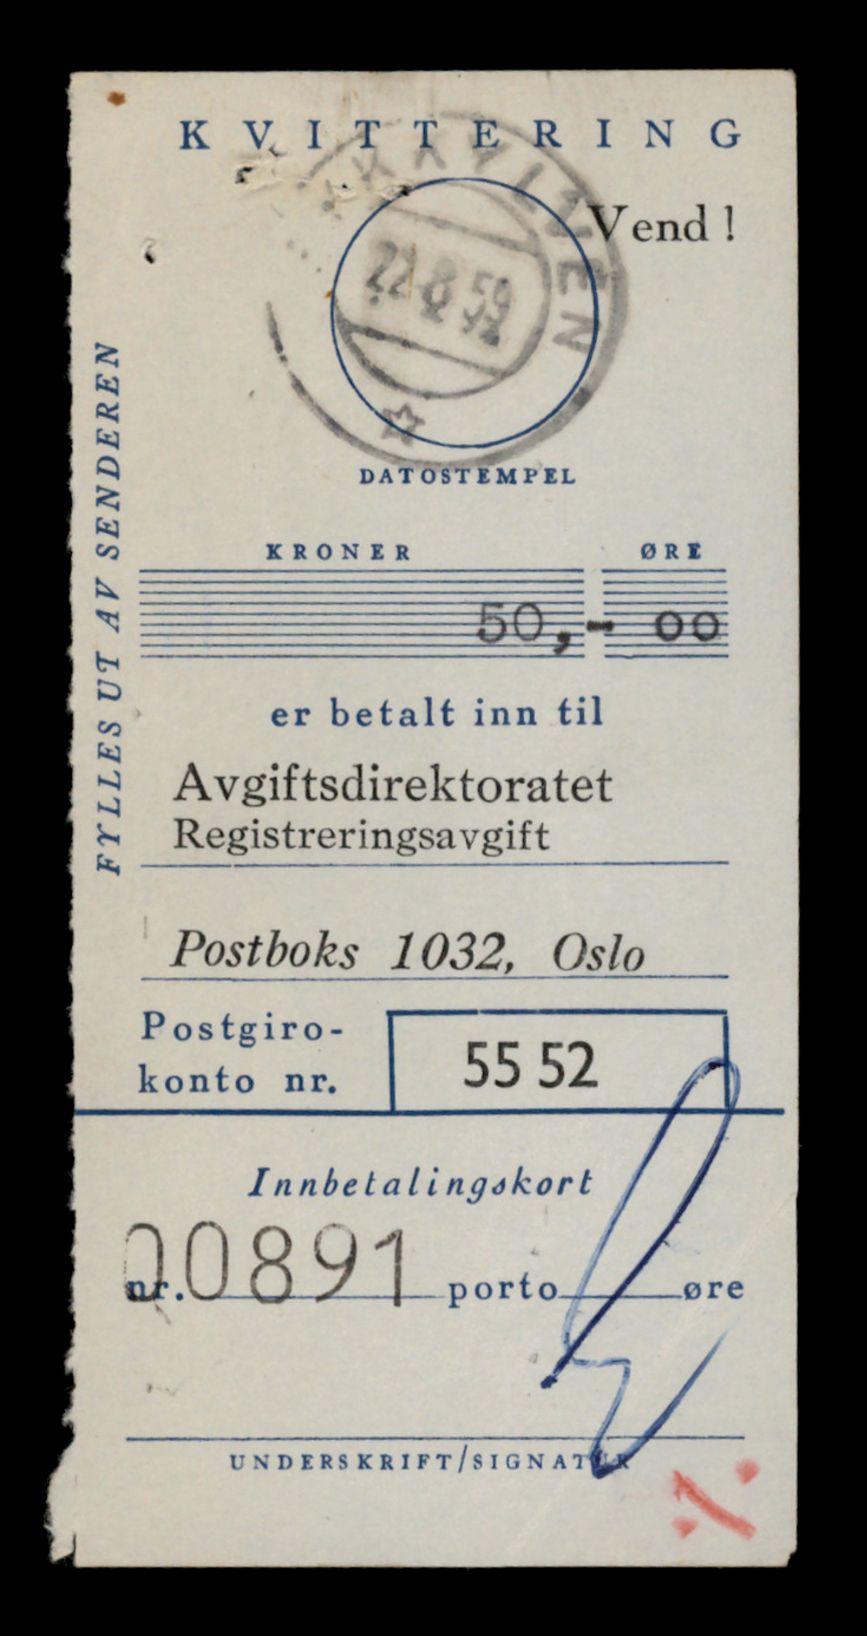 KVITTERING
Vend !
22-8 59
DATOSTEMPEL
FYLLES UT AV SENDEREN
KRONER ØRE
50,- 00
er betalt inn til
Avgiftsdirektoratet
Registreringsavgift
Postboks 1032, Oslo
Postgiro-
konto nr.
55 52
Innbetalingskort
nr. 00891 porto øre
UNDERSKRIFT/SIGNATUR